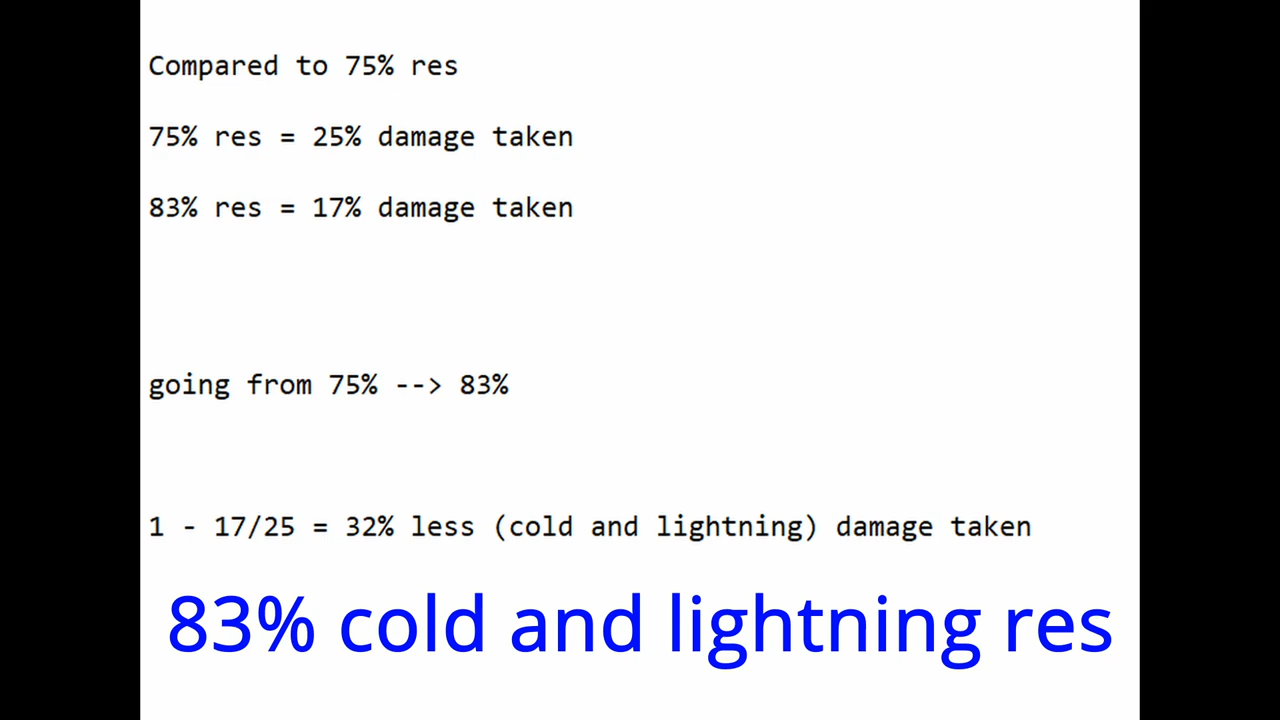 Compared to 75% res
75% res = 25% damage taken
83% res = 17% damage taken
going from 75% --> 83%
1 - 17/25 = 32% less (cold and lightning) damage taken
83% cold and lightning res